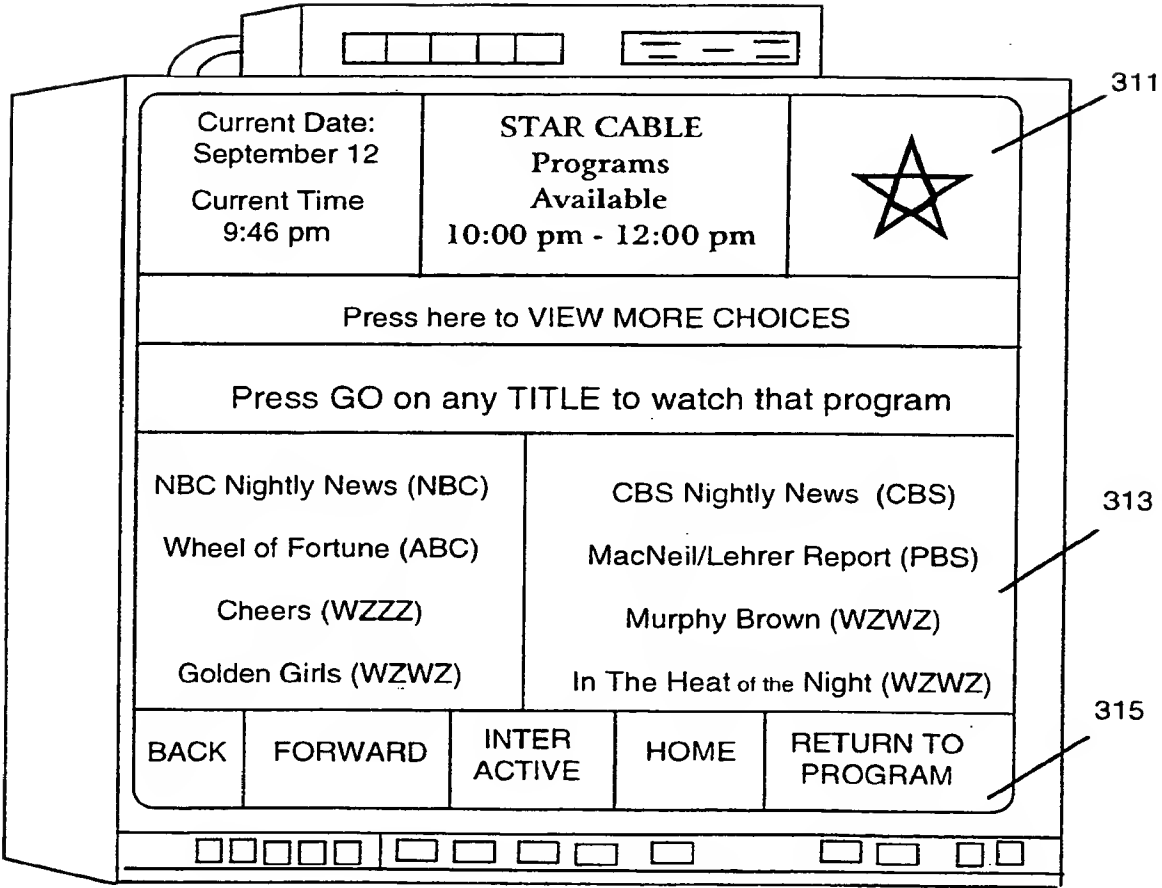 311
Current Date:
September 12
Current Time
9:46 pm
STAR CABLE
Programs
Available
10:00 pm - 12:00 pm
Press here to VIEW MORE CHOICES
Press GO on any TITLE to watch that program
NBC Nightly News (NBC)
Wheel of Fortune (ABC)
Cheers (WZZZ)
Golden Girls (WZWZ)
CBS Nightly News (CBS)
MacNeil/Lehrer Report (PBS)
Murphy Brown (WZWZ)
In The Heat of the Night (WZWZ)
313
315
BACK
FORWARD
INTER
ACTIVE
HOME
RETURN TO
PROGRAM